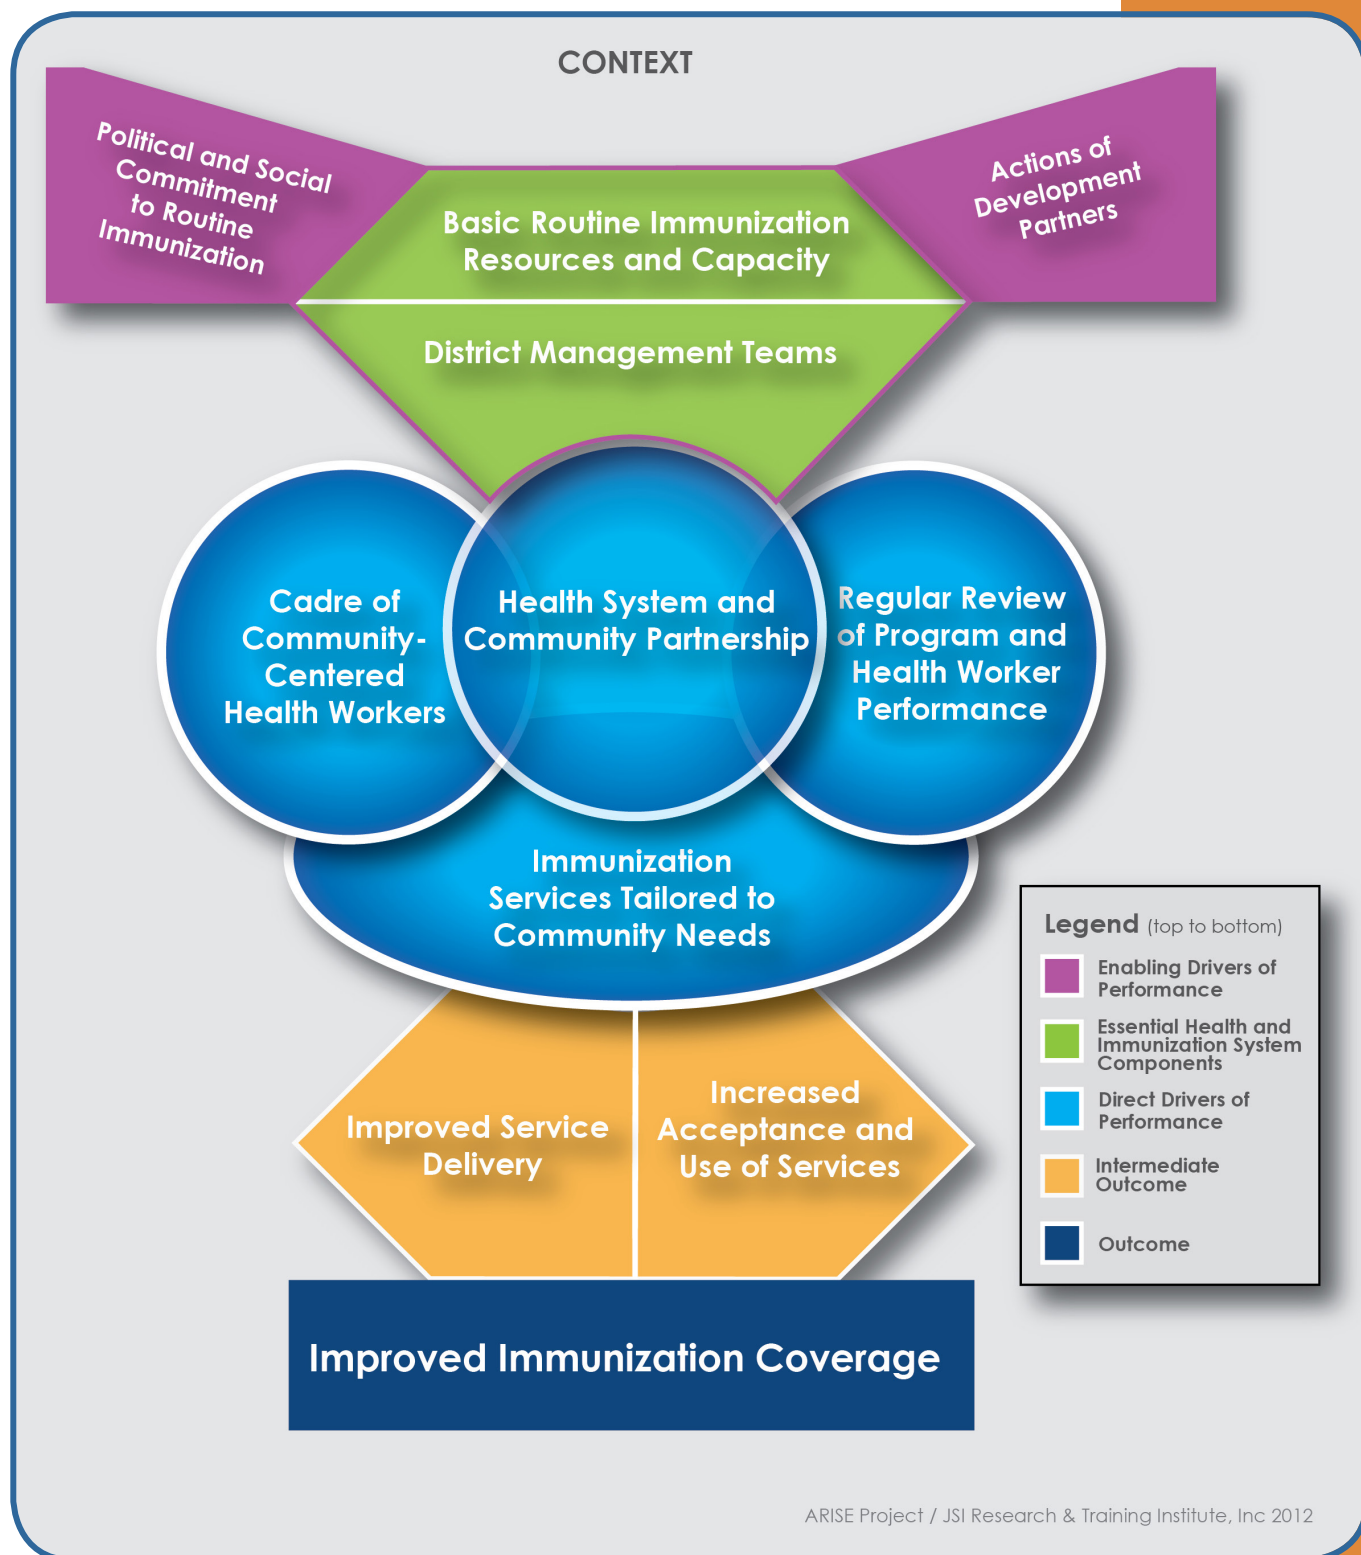 CONTEXT
Political and Social
Commitment
to Routine
Immunization
Actions of
Development
Partners
Basic Routine Immunization
Resources and Capacity
District Management Teams
Cadre of
Community-
Centered
Health Workers
Health System and
Community Partnership
Regular Review
of Program and
Health Worker
Performance
Immunization
Services Tailored to
Community Needs
Improved Service
Delivery
Increased
Acceptance and
Use of Services
Improved Immunization Coverage
Legend (top to bottom)
Enabling Drivers of
Performance
Essential Health and
Immunization System
Components
Direct Drivers of
Performance
Intermediate
Outcome
Outcome
ARISE Project / JSI Research & Training Institute, Inc 2012